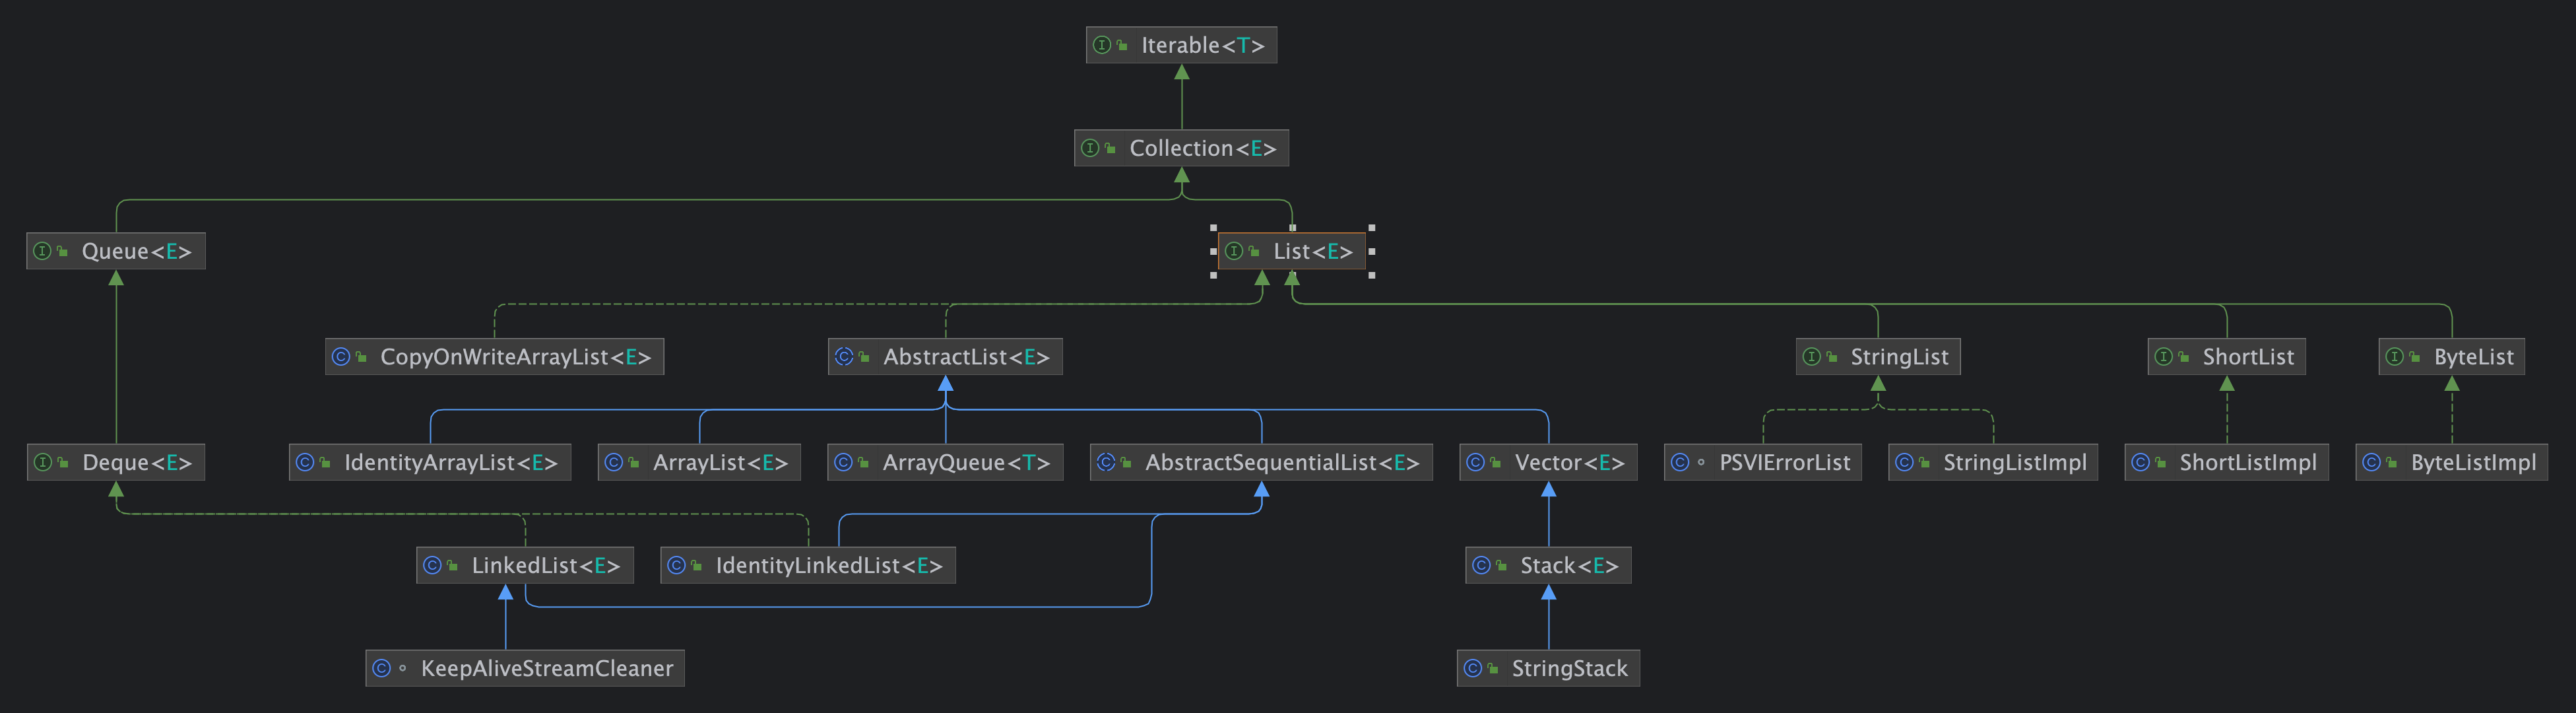 Iterable<T>
Collection<E>
Queue<E>
List<E>
CopyOnWriteArrayList<E>
AbstractList<E>
StringList
ShortList
ByteList
Deque<E>
IdentityArrayList<E>
ArrayList<E>
ArrayQueue<T>
AbstractSequentialList<E>
Vector<E>
PSVIErrorList
StringListImpl
ShortListImpl
ByteListImpl
LinkedList<E>
IdentityLinkedList<E>
Stack<E>
KeepAliveStreamCleaner
StringStack